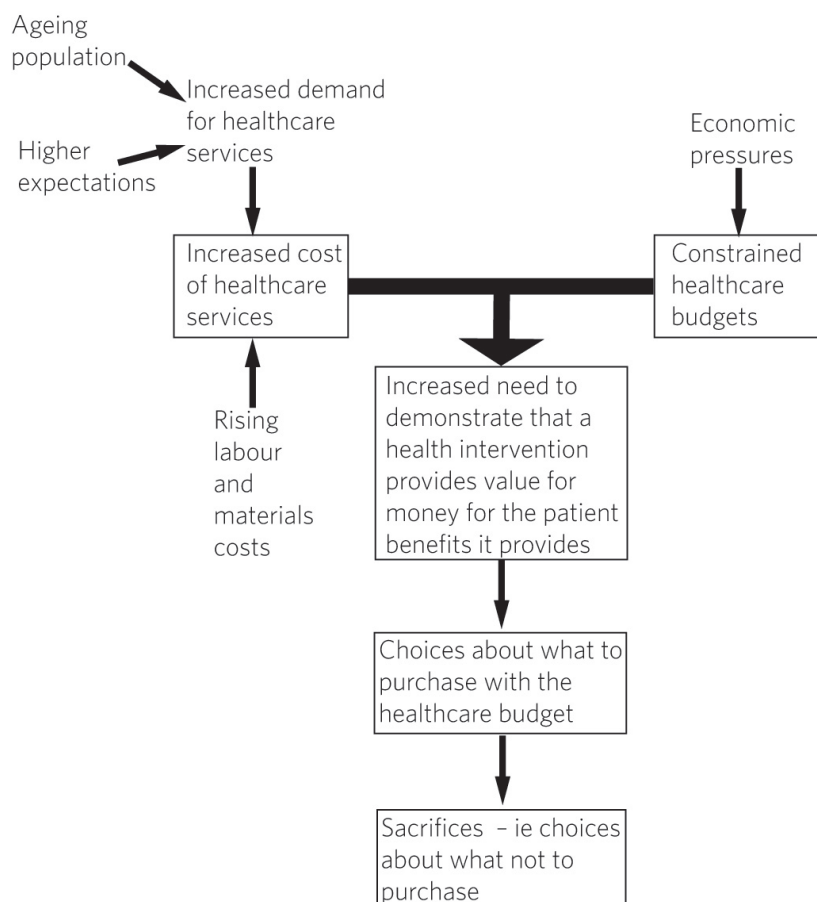 Ageing
population
Increased demand
for healthcare
services
Higher
expectations
Economic
pressures
Increased cost
of healthcare
services
Constrained
healthcare
budgets
Rising
labour
and
materials
costs
Increased need to
demonstrate that a
health intervention
provides value for
money for the patient
benefits it provides
Choices about what to
purchase with the
healthcare budget
Sacrifices – ie choices
about what not to
purchase